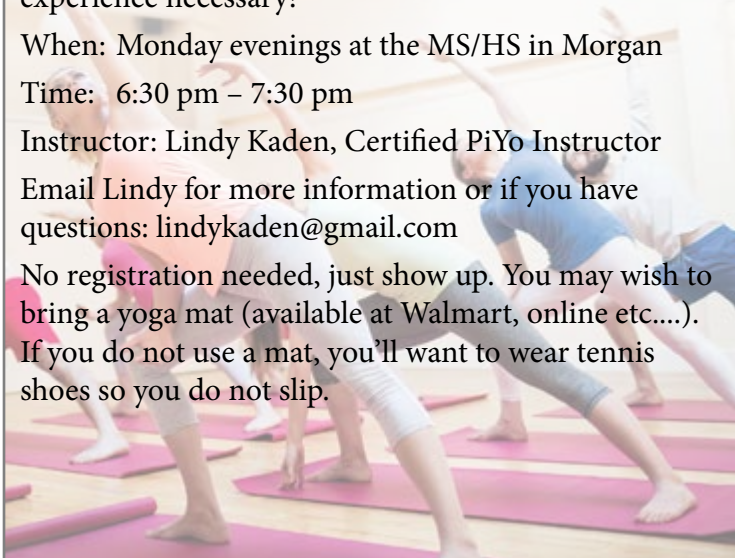 experience necessary!
When: Monday evenings at the MS/HS in Morgan
Time: 6:30 pm – 7:30 pm
Instructor: Lindy Kaden, Certified PiYo Instructor
Email Lindy for more information or if you have
questions: lindykaden@gmail.com
No registration needed, just show up. You may wish to
bring a yoga mat (available at Walmart, online etc....).
If you do not use a mat, you’ll want to wear tennis
shoes so you do not slip.